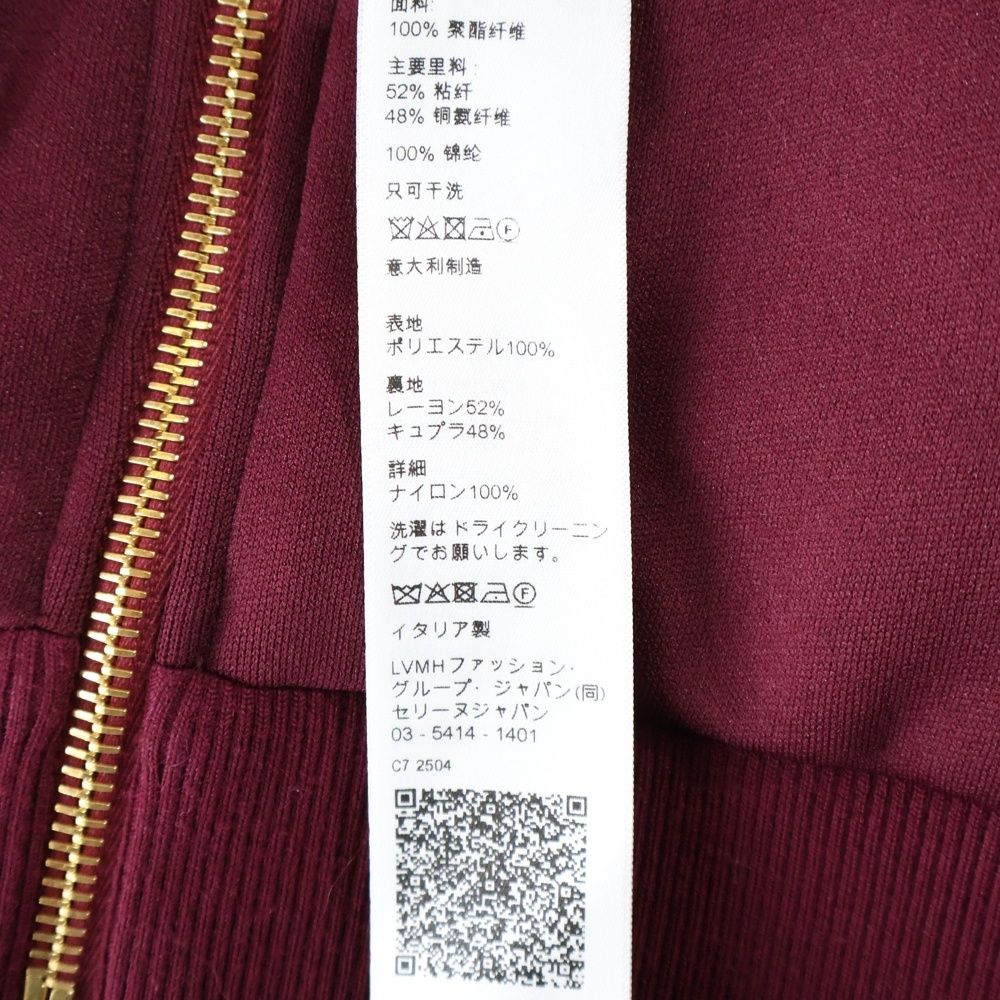 面料:
100% 聚酯纤维
主要里料:
52% 粘纤
48% 铜氨纤维
100% 锦纶
只可干洗
F
意大利制造
表地
ポリエステル100%
裏地
レーヨン52%
キュプラ48%
詳細
ナイロン100%
洗濯はドライクリーニン
グでお願いします。
F
イタリア製
LVMHファッション・
グループ・ジャパン(同)
セリーヌジャパン
03 - 5414 - 1401
C7 2504